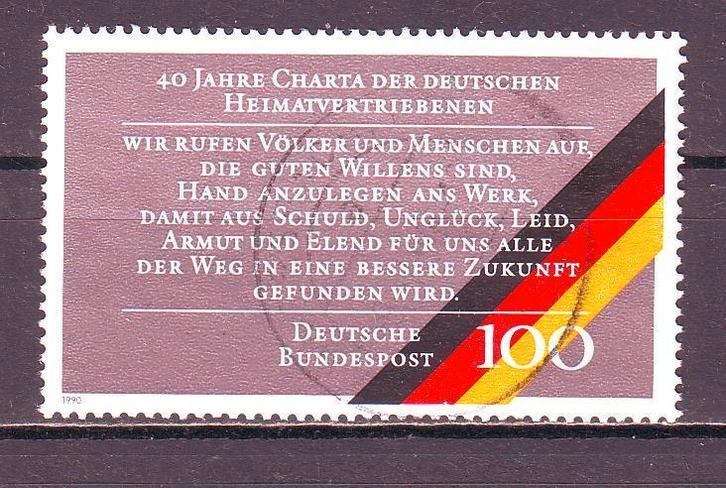 40 JAHRE CHARTA DER DEUTSCHEN
HEIMATVERTRIEBENEN
WIR RUFEN VÖLKER UND MENSCHEN AUF,
DIE GUTEN WILLENS SIND,
HAND ANZULEGEN ANS WERK,
DAMIT AUS SCHULD, UNGLÜCK, LEID,
ARMUT UND ELEND FÜR UNS ALLE
DER WEG IN EINE BESSERE ZUKUNFT
GEFUNDEN WIRD.
DEUTSCHE
BUNDESPOST 100
1990